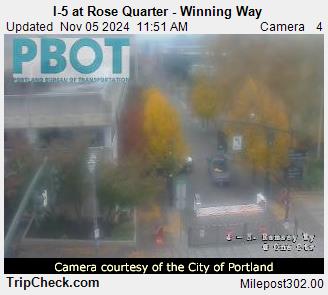 I-5 at Rose Quarter - Winning Way
Updated Nov 05 2024 11:51 AM Camera 4
PBOT
PORTLAND BUREAU OF TRANSPORTATION
Camera courtesy of the City of Portland
TripCheck.com Milepost302.00